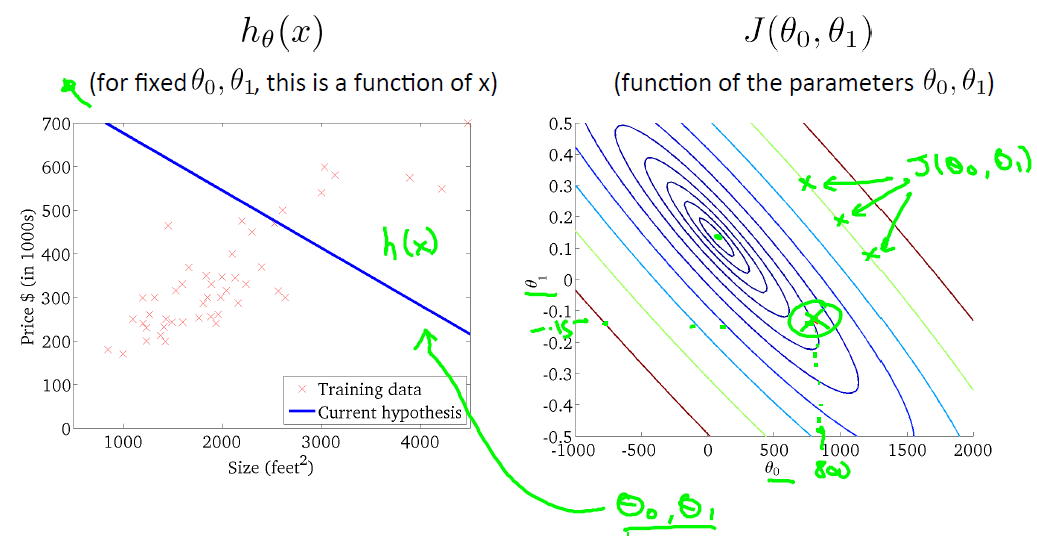 h_θ(x)
(for fixed θ₀, θ₁, this is a function of x)
700
600
500
400
300
200
100
0
Price $ (in 1000s)
1000
2000
3000
4000
Size (feet²)
h(x)
Training data
Current hypothesis
θ₀, θ₁
J(θ₀, θ₁)
(function of the parameters θ₀, θ₁)
0.5
0.4
0.3
0.2
0.1
0
-0.1
-0.2
-0.3
-0.4
-0.5
θ₁
-.15
-1000
-500
0
500
1000
1500
2000
θ₀
800
J(θ₀, θ₁)